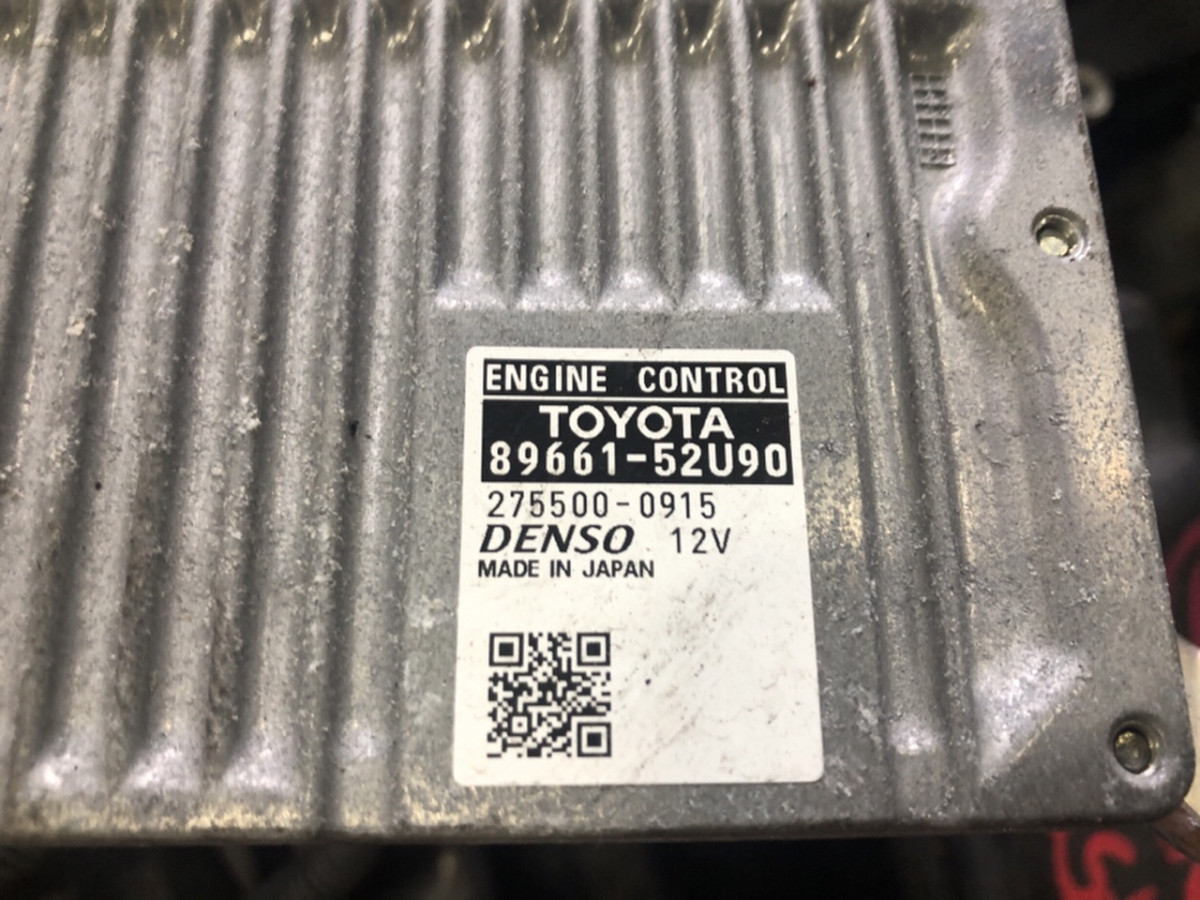 ENGINE CONTROL
TOYOTA
89661-52U90
275500-0915
DENSO 12V
MADE IN JAPAN